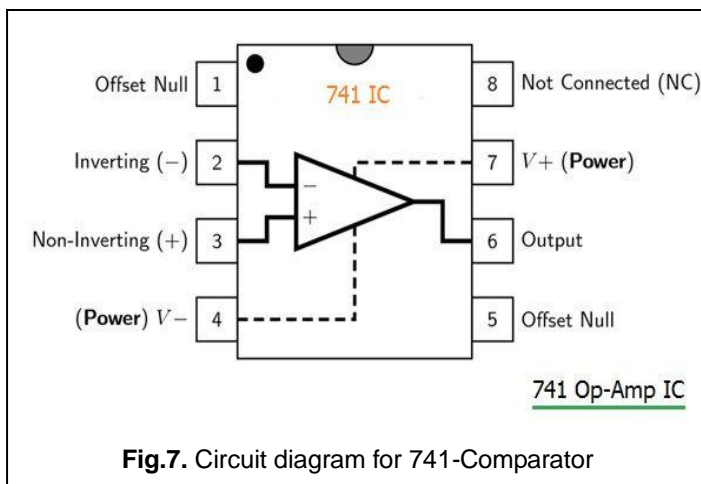 741 IC
Offset Null 1
8 Not Connected (NC)
Inverting (−) 2
−
7 V+ (Power)
Non-Inverting (+) 3
+
6 Output
(Power) V− 4
5 Offset Null
741 Op-Amp IC
Fig.7. Circuit diagram for 741-Comparator